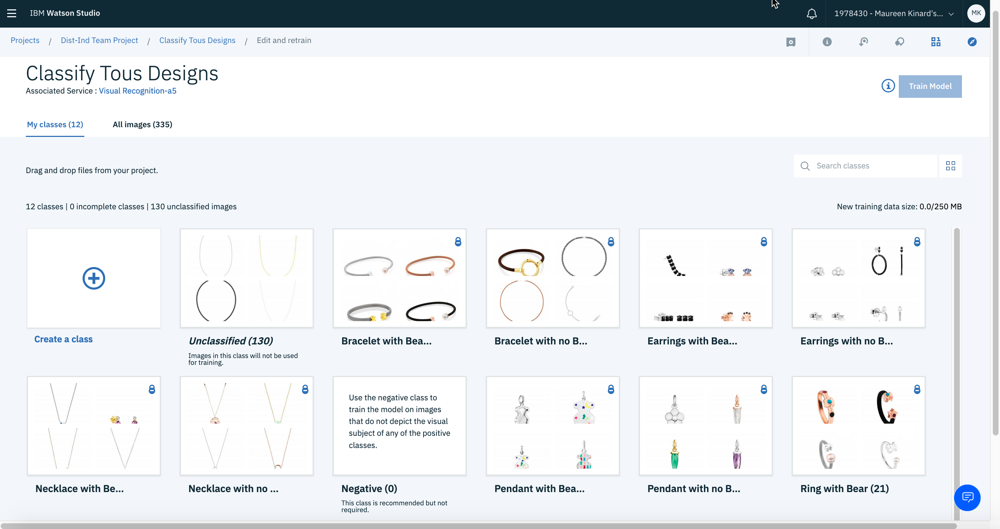 IBM Watson Studio
1978430 - Maureen Kinard's...
MK
Projects / Dist-Ind Team Project / Classify Tous Designs / Edit and retrain
Classify Tous Designs
Associated Service : Visual Recognition-a5
Train Model
My classes (12)
All images (335)
Drag and drop files from your project.
Search classes
12 classes | 0 incomplete classes | 130 unclassified images
New training data size: 0.0/250 MB
Create a class
Unclassified (130)
Images in this class will not be used
for training.
Bracelet with Bea...
Bracelet with no B...
Earrings with Bea...
Earrings with no B...
Necklace with Be...
Necklace with no ...
Use the negative class to
train the model on images
that do not depict the visual
subject of any of the positive
classes.
Negative (0)
This class is recommended but not
required.
Pendant with Bea...
Pendant with no B...
Ring with Bear (21)